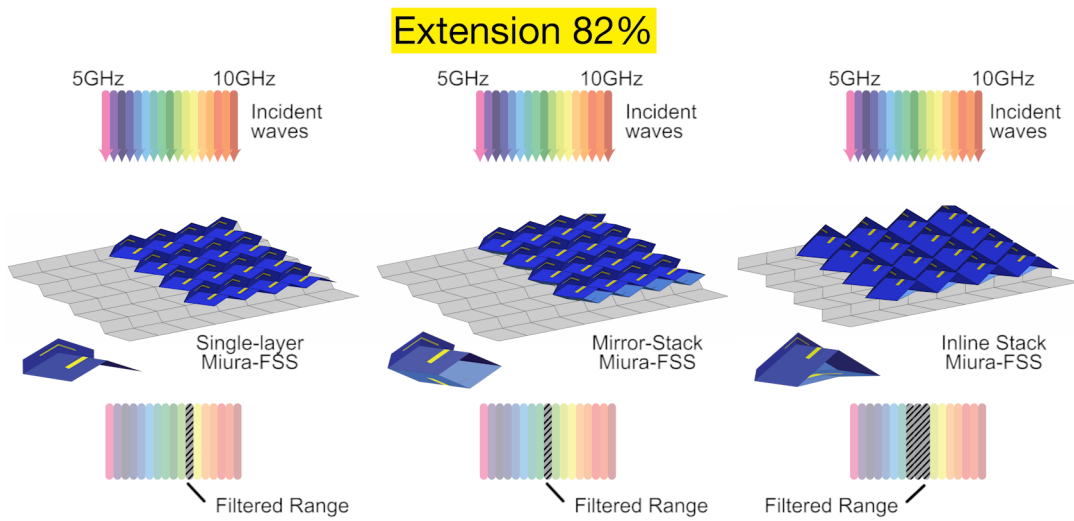 Extension 82%
5GHz 10GHz
Incident
waves
5GHz 10GHz
Incident
waves
5GHz 10GHz
Incident
waves
Single-layer
Miura-FSS
Mirror-Stack
Miura-FSS
Inline Stack
Miura-FSS
Filtered Range
Filtered Range
Filtered Range